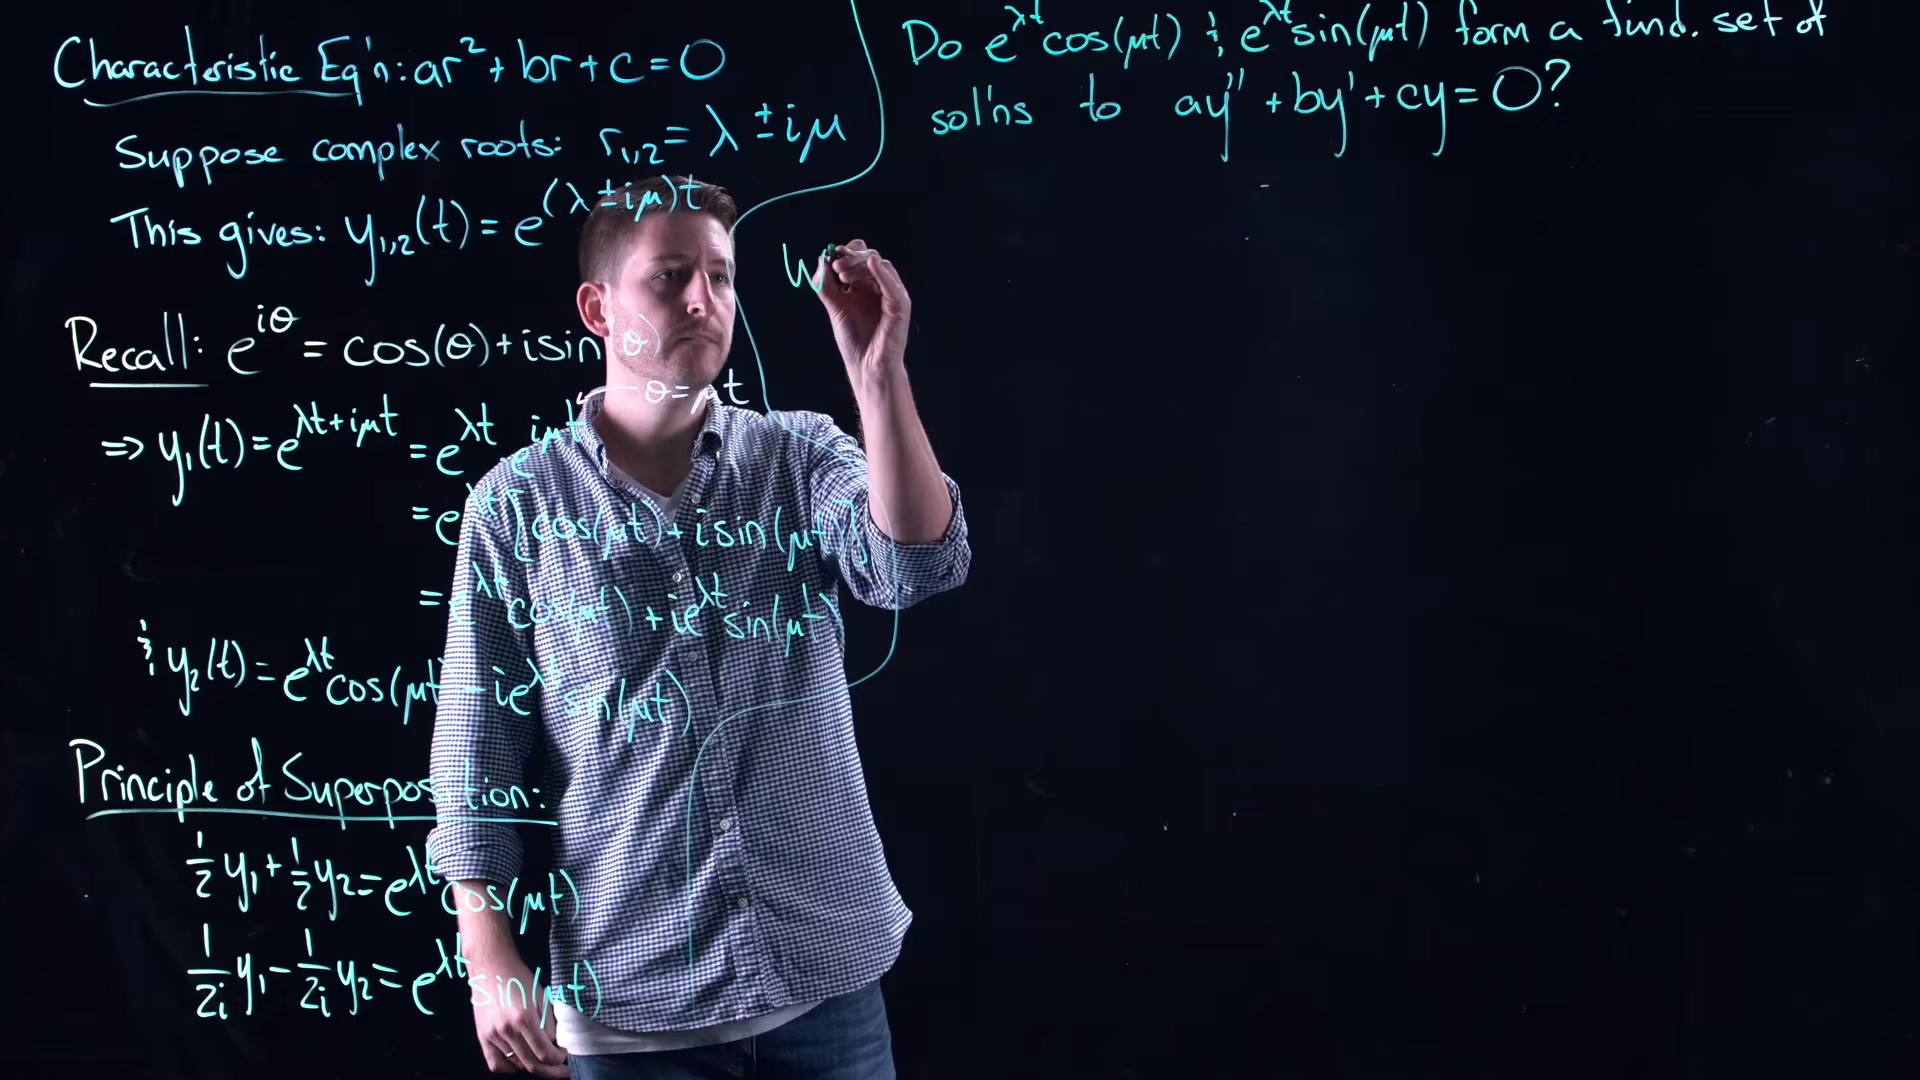 Characteristic Eq'n: ar² + br + c = 0
Suppose complex roots: r₁,₂ = λ ± iμ
This gives: y₁,₂(t) = e^(λ ± iμ)t
Recall: e^iθ = cos(θ) + isin(θ)
θ = μt
⇒ y₁(t) = e^λt+iμt = e^λt · e^iμt
= e^λt [cos(μt) + isin(μt)]
= e^λt cos(μt) + ie^λt sin(μt)
& y₂(t) = e^λt cos(μt) - ie^λt sin(μt)
Principle of Superposition:
½y₁ + ½y₂ = e^λt cos(μt)
1/2i y₁ - 1/2i y₂ = e^λt sin(μt)
Do e^λt cos(μt) & e^λt sin(μt) form a fund. set of
sol'ns to ay'' + by' + cy = 0?
W